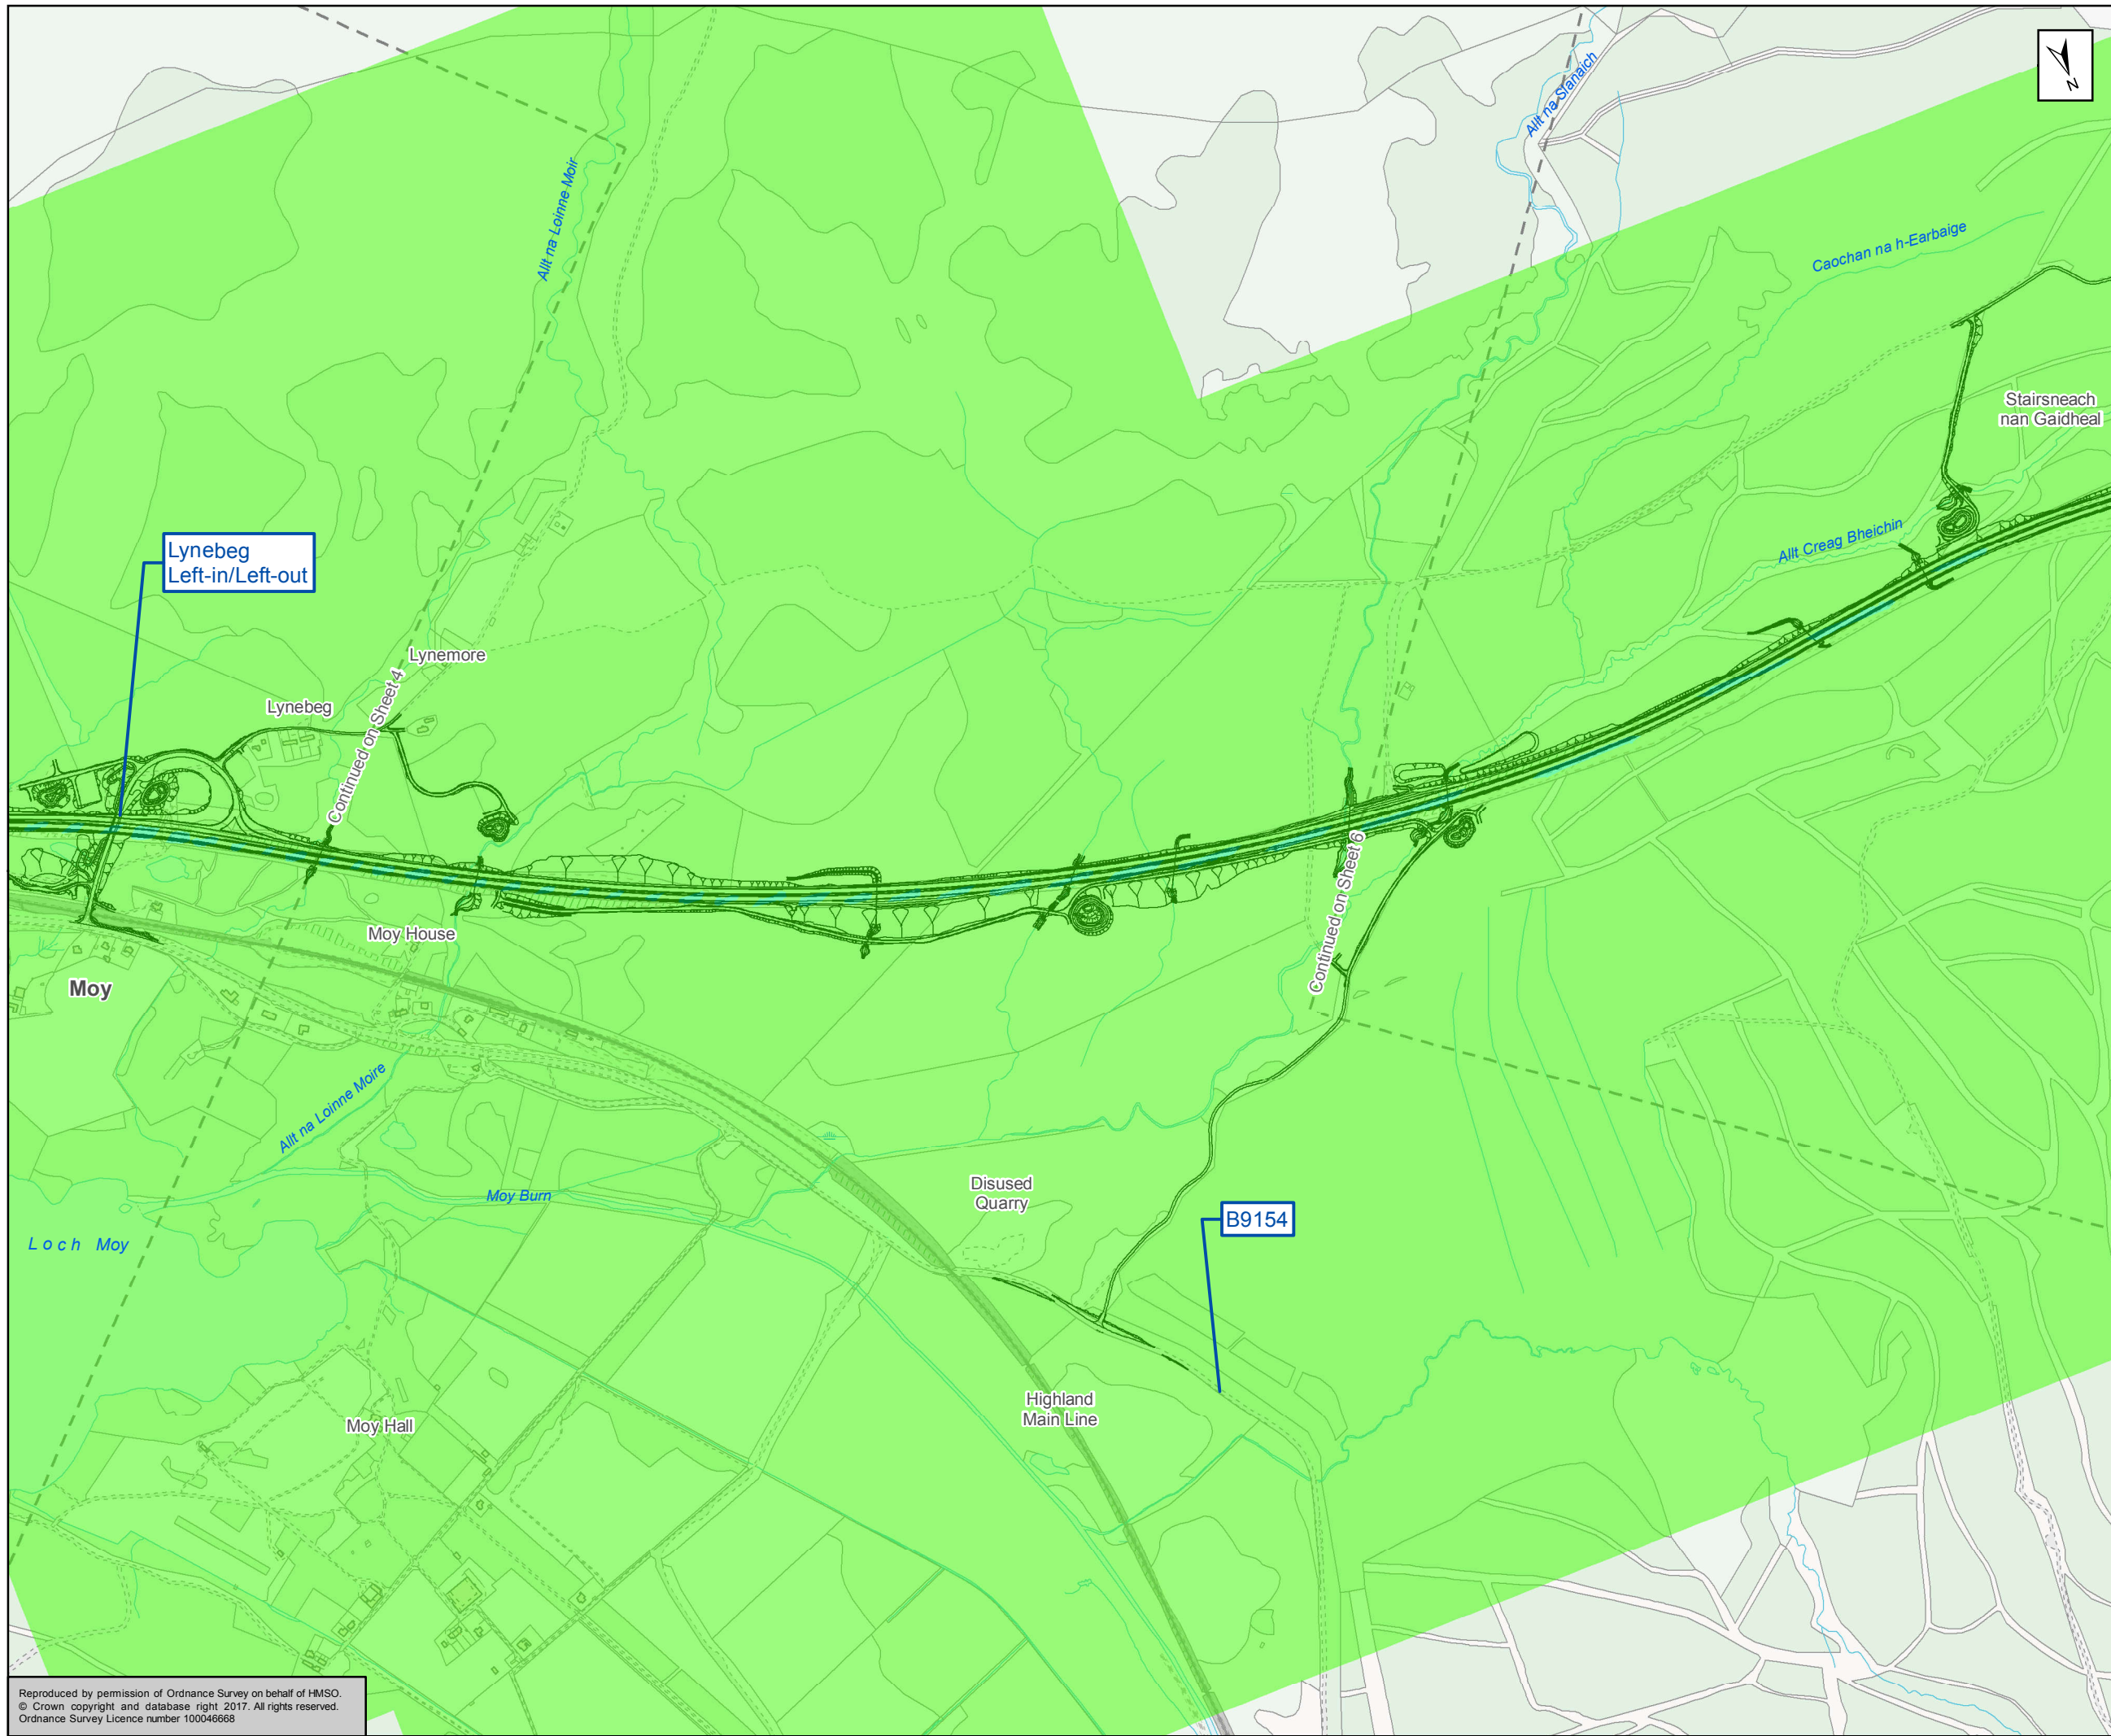 N
Allt na Slanaich
Allt na Loinne Moir
Caochan na h-Earbaige
Stairsneach
nan Gaidheal
Lynebeg
Left-in/Left-out
Allt Creag Bheichin
Lynemore
Lynebeg
Continued on Sheet 4
Continued on Sheet 6
Moy House
Moy
Allt na Loinne Moire
Disused
Quarry
Moy Burn
B9154
Loch Moy
Highland
Main Line
Moy Hall
Reproduced by permission of Ordnance Survey on behalf of HMSO.
© Crown copyright and database right 2017. All rights reserved.
Ordnance Survey Licence number 100046668